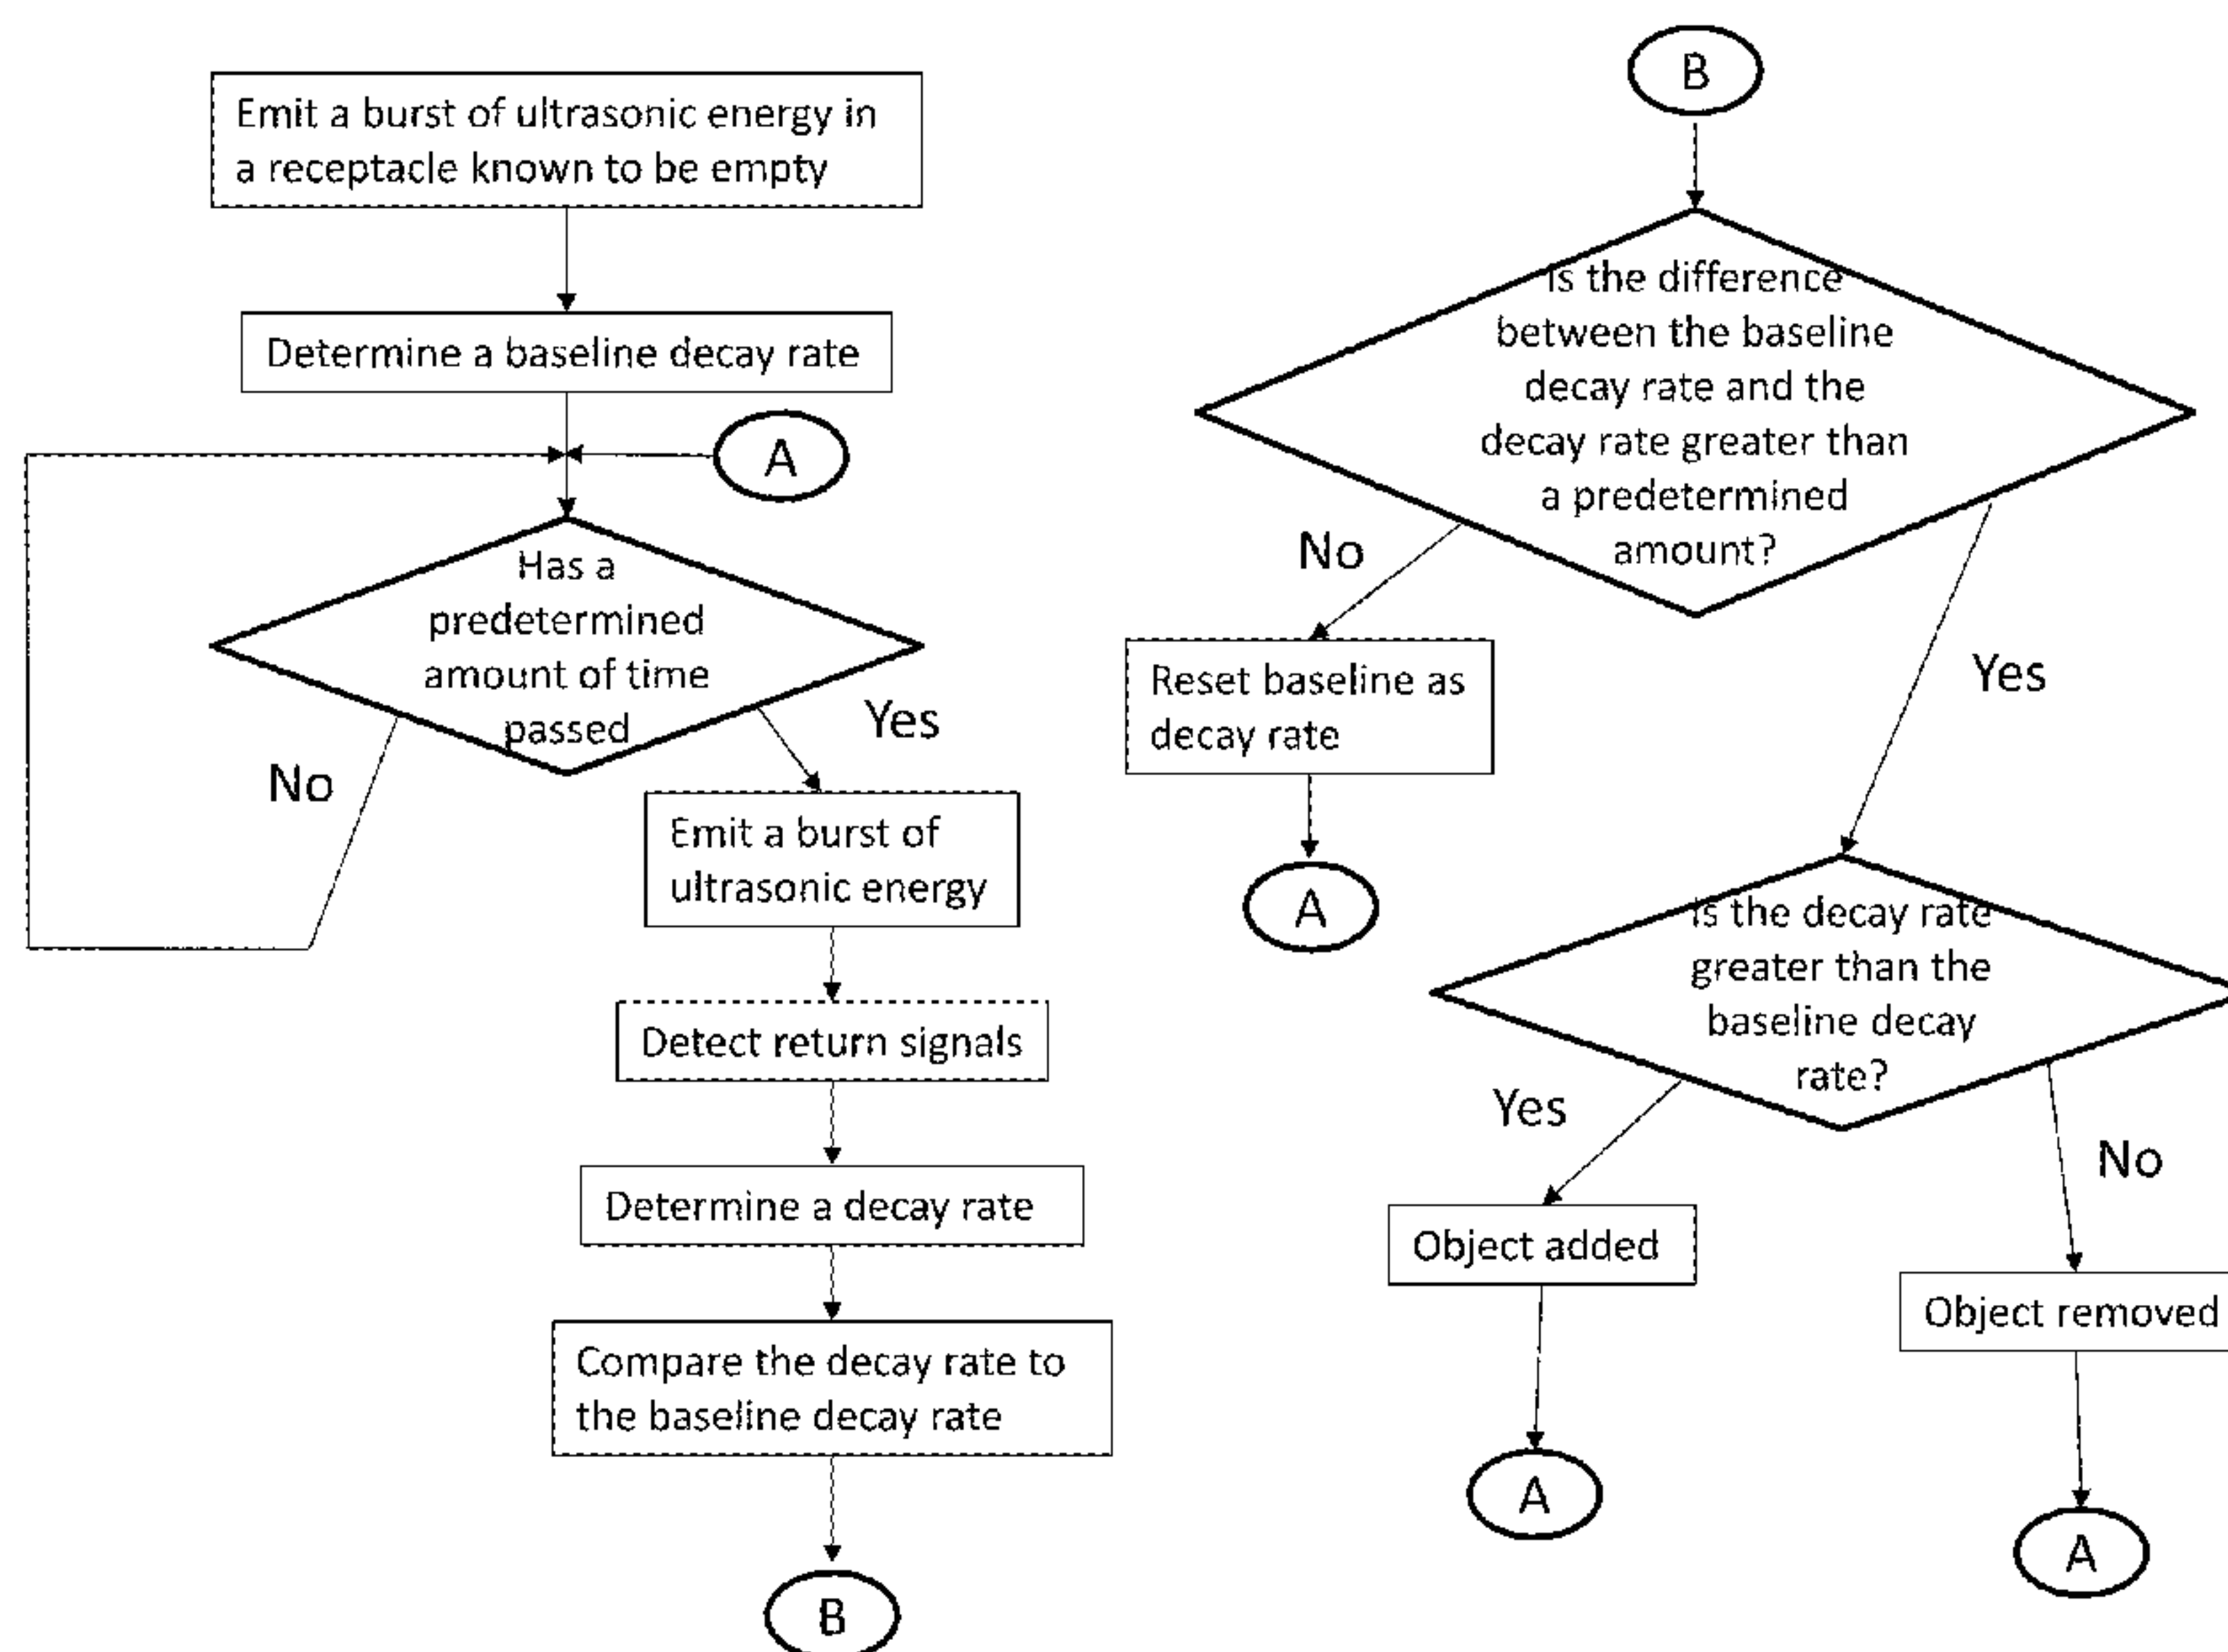 Emit a burst of ultrasonic energy in
a receptacle known to be empty
Determine a baseline decay rate
A
Has a
predetermined
amount of time
passed
No
Yes
Emit a burst of
ultrasonic energy
Detect return signals
Determine a decay rate
Compare the decay rate to
the baseline decay rate
B
B
Is the difference
between the baseline
decay rate and the
decay rate greater than
a predetermined
amount?
No
Yes
Reset baseline as
decay rate
A
Is the decay rate
greater than the
baseline decay
rate?
Yes
No
Object added
Object removed
A
A